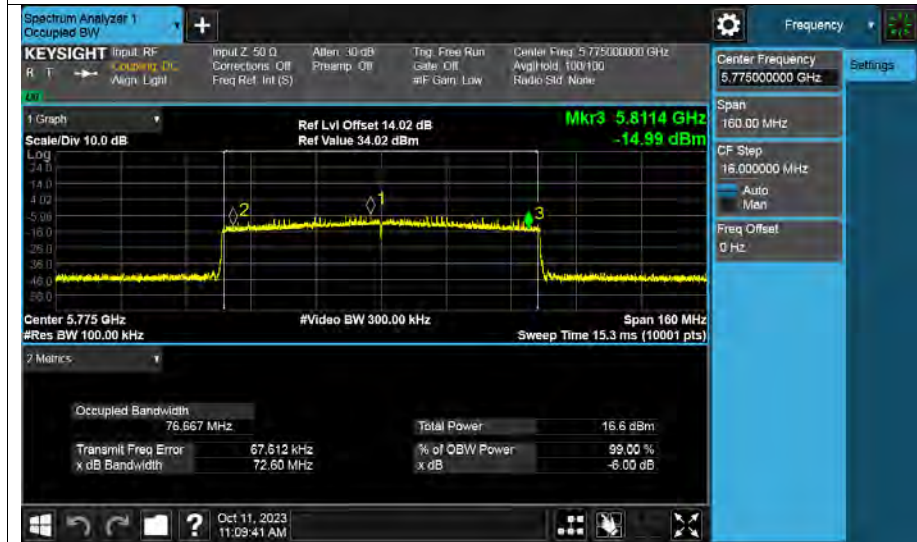 Spectrum Analyzer 1
Occupied BW
Frequency
KEYSIGHT
R T
Input: RF
Coupling: DC
Align: Light
Input Z: 50 Ω
Corrections: Off
Freq Ref: Int (S)
Atten: 30 dB
Preamp: Off
Trig: Free Run
Gate: Off
#IF Gain: Low
Center Freq: 5.775000000 GHz
Avg|Hold: 100/100
Radio Std: None
Center Frequency
5.775000000 GHz
Settings
Span
160.00 MHz
CF Step
16.000000 MHz
Auto
Man
Freq Offset
0 Hz
1 Graph
Scale/Div 10.0 dB
Ref Lvl Offset 14.02 dB
Ref Value 34.02 dBm
Mkr3 5.8114 GHz
-14.99 dBm
Log
24.0
14.0
4.02
-5.98
-16.0
-26.0
-36.0
-46.0
-56.0
2
1
3
Center 5.775 GHz
#Video BW 300.00 kHz
Span 160 MHz
#Res BW 100.00 kHz
Sweep Time 15.3 ms (10001 pts)
2 Metrics
Occupied Bandwidth
76.667 MHz
Total Power 16.6 dBm
Transmit Freq Error 67.612 kHz
% of OBW Power 99.00 %
x dB Bandwidth 72.60 MHz
x dB -6.00 dB
?
Oct 11, 2023
11:09:41 AM